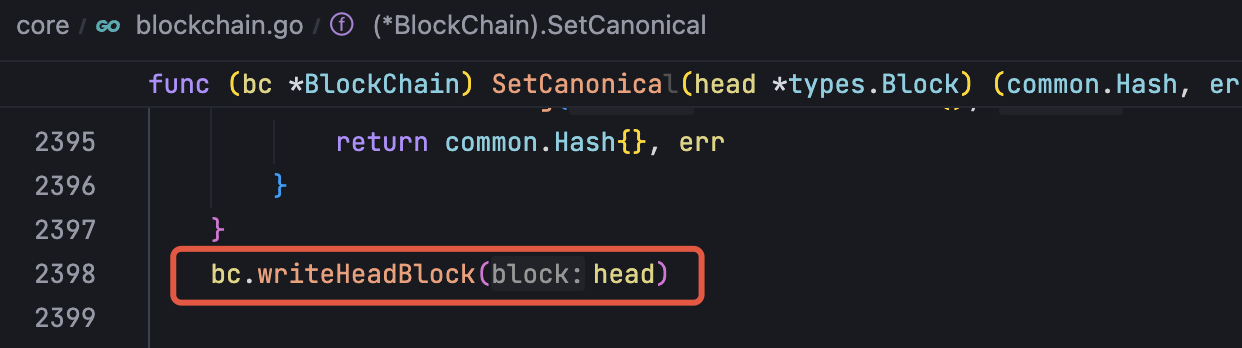 core / GO blockchain.go / f (*BlockChain).SetCanonical
func (bc *BlockChain) SetCanonical(head *types.Block) (common.Hash, er
2395 return common.Hash{}, err
2396 }
2397 }
2398 bc.writeHeadBlock(block: head)
2399